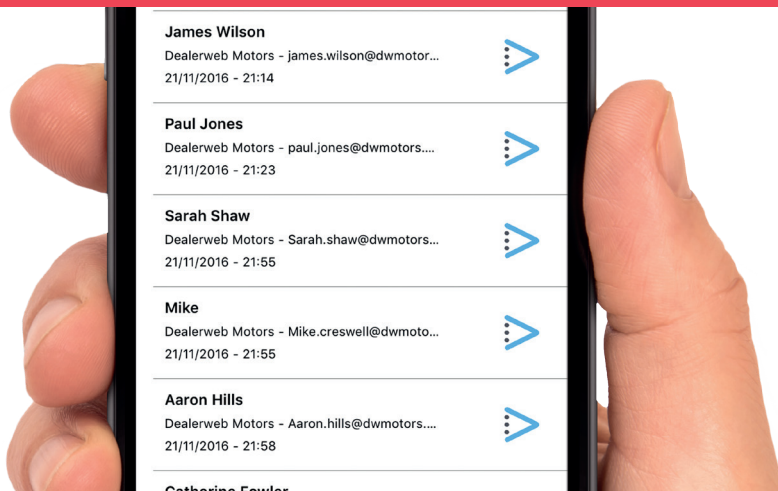 James Wilson
Dealerweb Motors - james.wilson@dwmotor...
21/11/2016 - 21:14
Paul Jones
Dealerweb Motors - paul.jones@dwmotors....
21/11/2016 - 21:23
Sarah Shaw
Dealerweb Motors - Sarah.shaw@dwmotors...
21/11/2016 - 21:55
Mike
Dealerweb Motors - Mike.creswell@dwmoto...
21/11/2016 - 21:55
Aaron Hills
Dealerweb Motors - Aaron.hills@dwmotors....
21/11/2016 - 21:58
Catherine Fowler